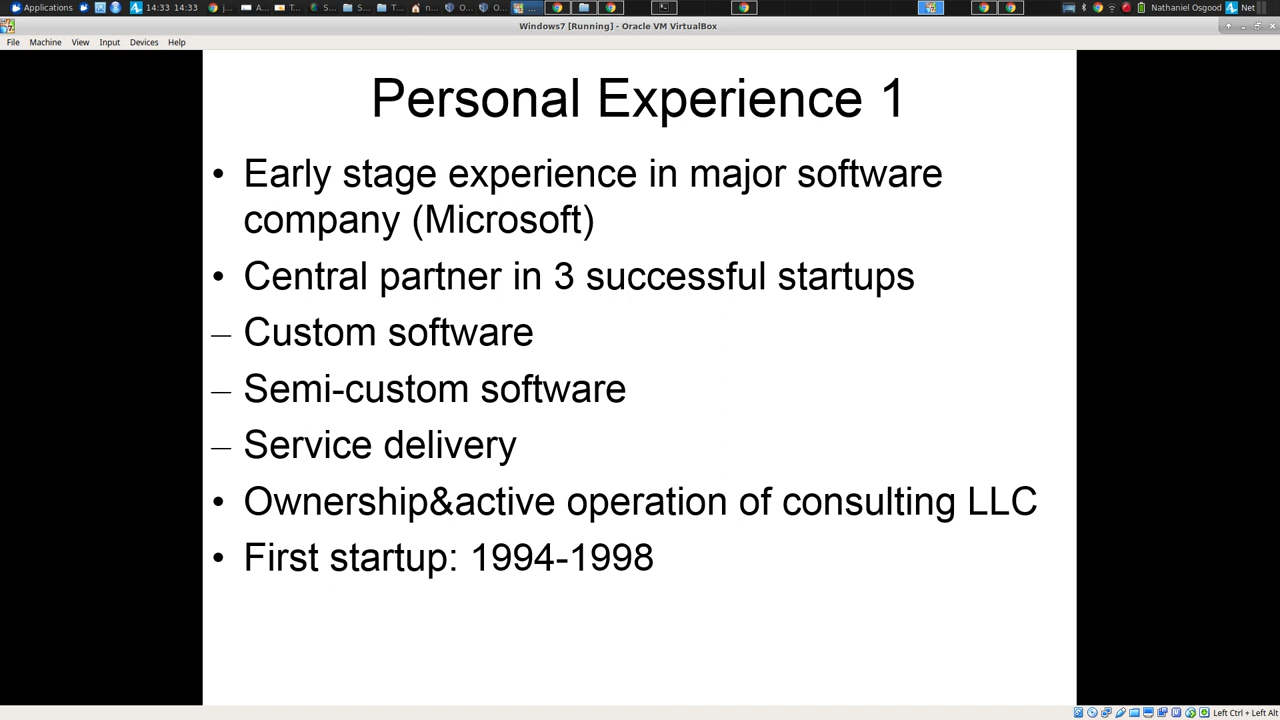 Applications
14:33 14:33
Nathaniel Osgood
Net
Windows7 [Running] - Oracle VM VirtualBox
File Machine View Input Devices Help
Personal Experience 1
• Early stage experience in major software
company (Microsoft)
• Central partner in 3 successful startups
– Custom software
– Semi-custom software
– Service delivery
• Ownership&active operation of consulting LLC
• First startup: 1994-1998
Left Ctrl + Left Alt